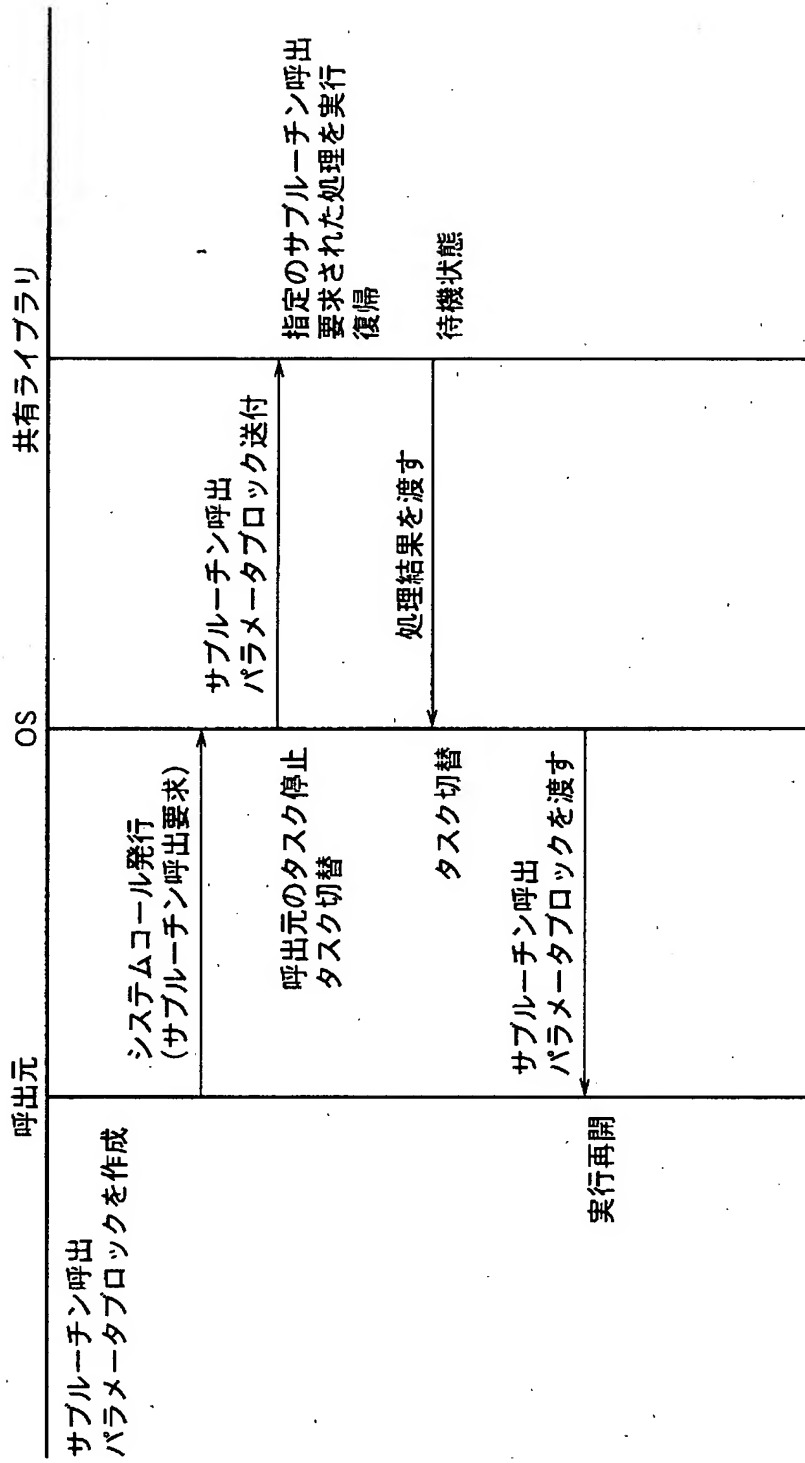 呼出元
OS
共有ライブラリ
サブルーチン呼出
パラメータブロックを作成
システムコール発行
(サブルーチン呼出要求)
呼出元のタスク停止
タスク切替
サブルーチン呼出
パラメータブロック送付
指定のサブルーチン呼出
要求された処理を実行
復帰
処理結果を渡す
待機状態
タスク切替
サブルーチン呼出
パラメータブロックを渡す
実行再開